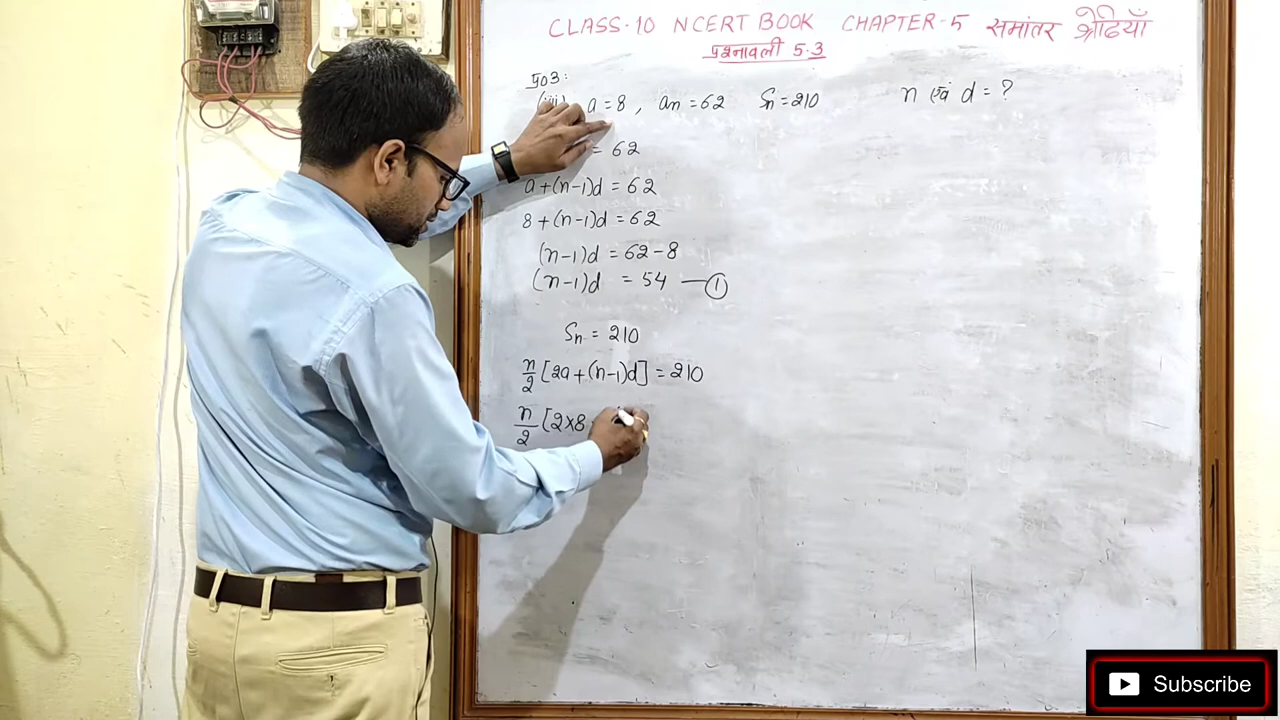 CLASS-10 NCERT BOOK CHAPTER-5 समांतर श्रेढियाँ
प्रश्नावली 5.3
प्र03:
(iii) a = 8 , an = 62 Sn = 210 n एवं d = ?
= 62
a+(n-1)d = 62
8+(n-1)d = 62
(n-1)d = 62-8
(n-1)d = 54 —①
Sn = 210
n/2 [2a+(n-1)d] = 210
n/2 [2×8
Subscribe